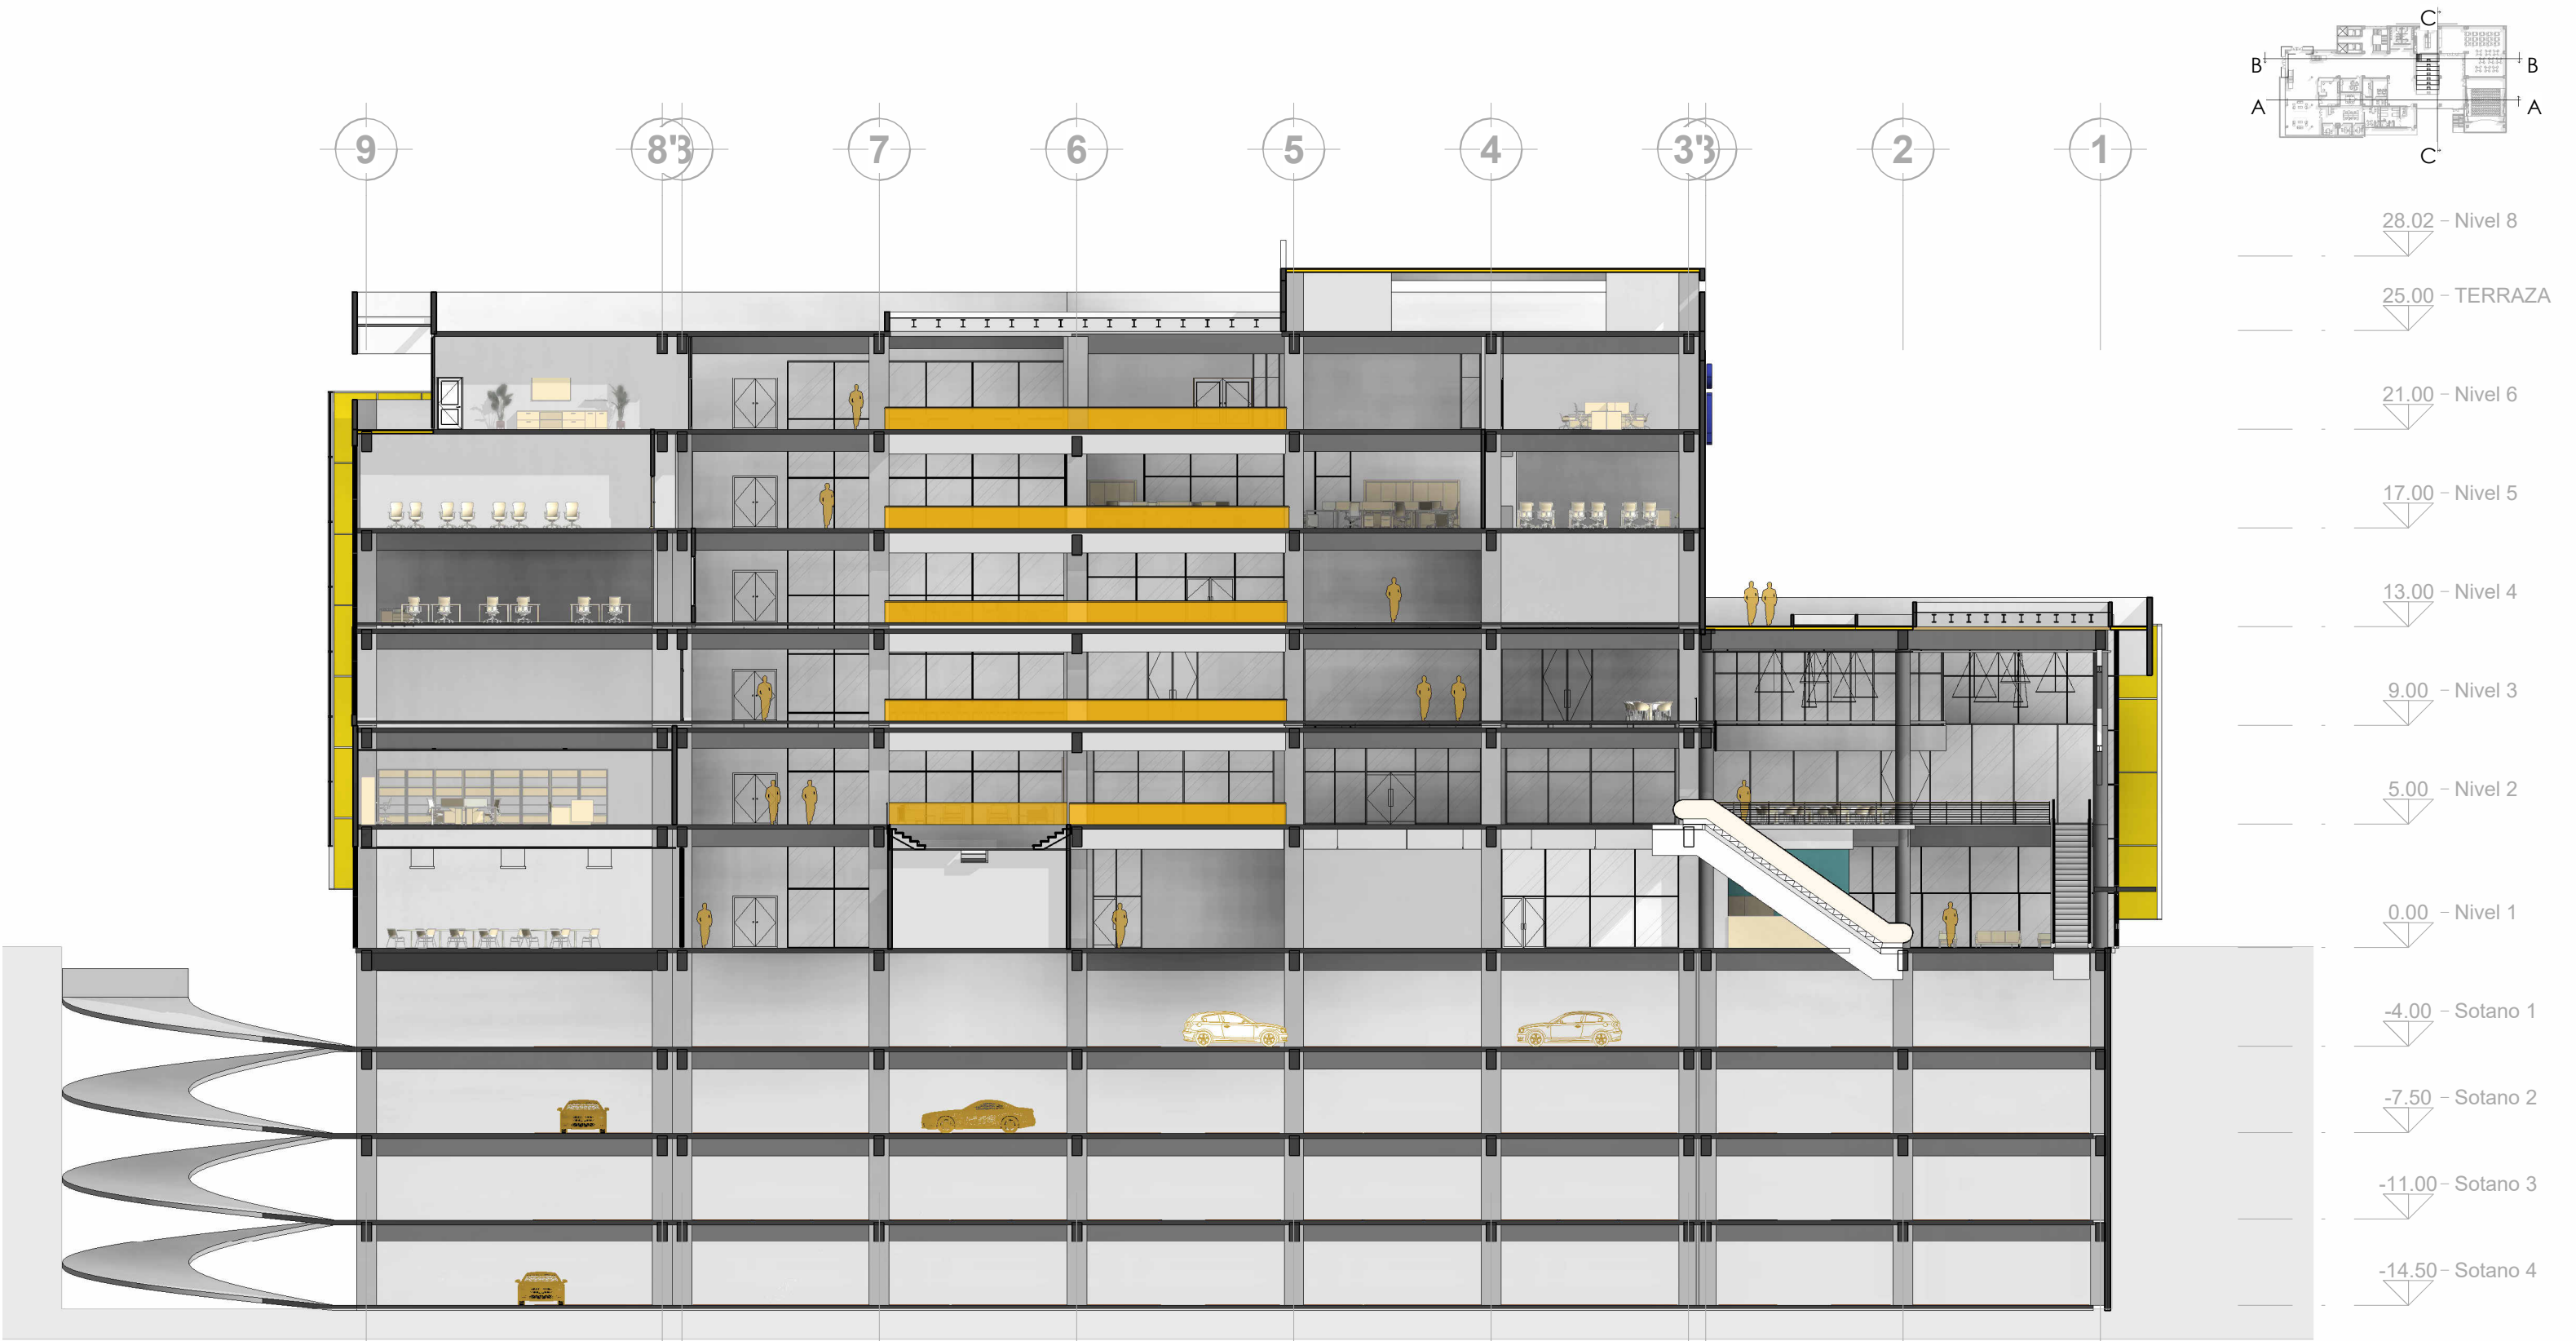 C
B B
A A
C
9 8' 8 7 6 5 4 3' 3 2 1
28.02 Nivel 8
25.00 TERRAZA
21.00 Nivel 6
17.00 Nivel 5
13.00 Nivel 4
9.00 Nivel 3
5.00 Nivel 2
0.00 Nivel 1
-4.00 Sotano 1
-7.50 Sotano 2
-11.00 Sotano 3
-14.50 Sotano 4